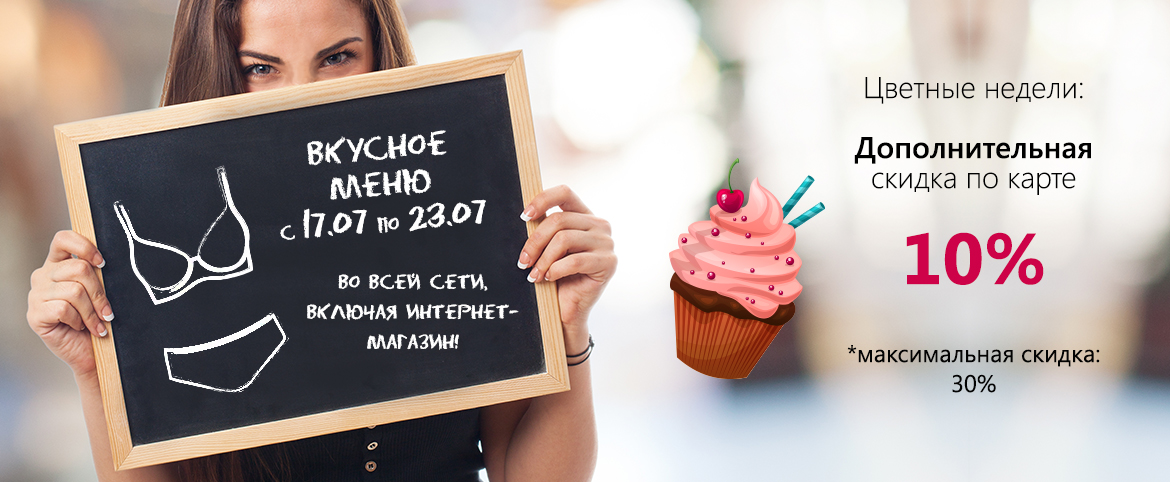 ВКУСНОЕ
МЕНЮ
С 17.07 ПО 23.07
ВО ВСЕЙ СЕТИ,
ВКЛЮЧАЯ ИНТЕРНЕТ-
МАГАЗИН!
Цветные недели:
Дополнительная
скидка по карте
10%
*максимальная скидка:
30%